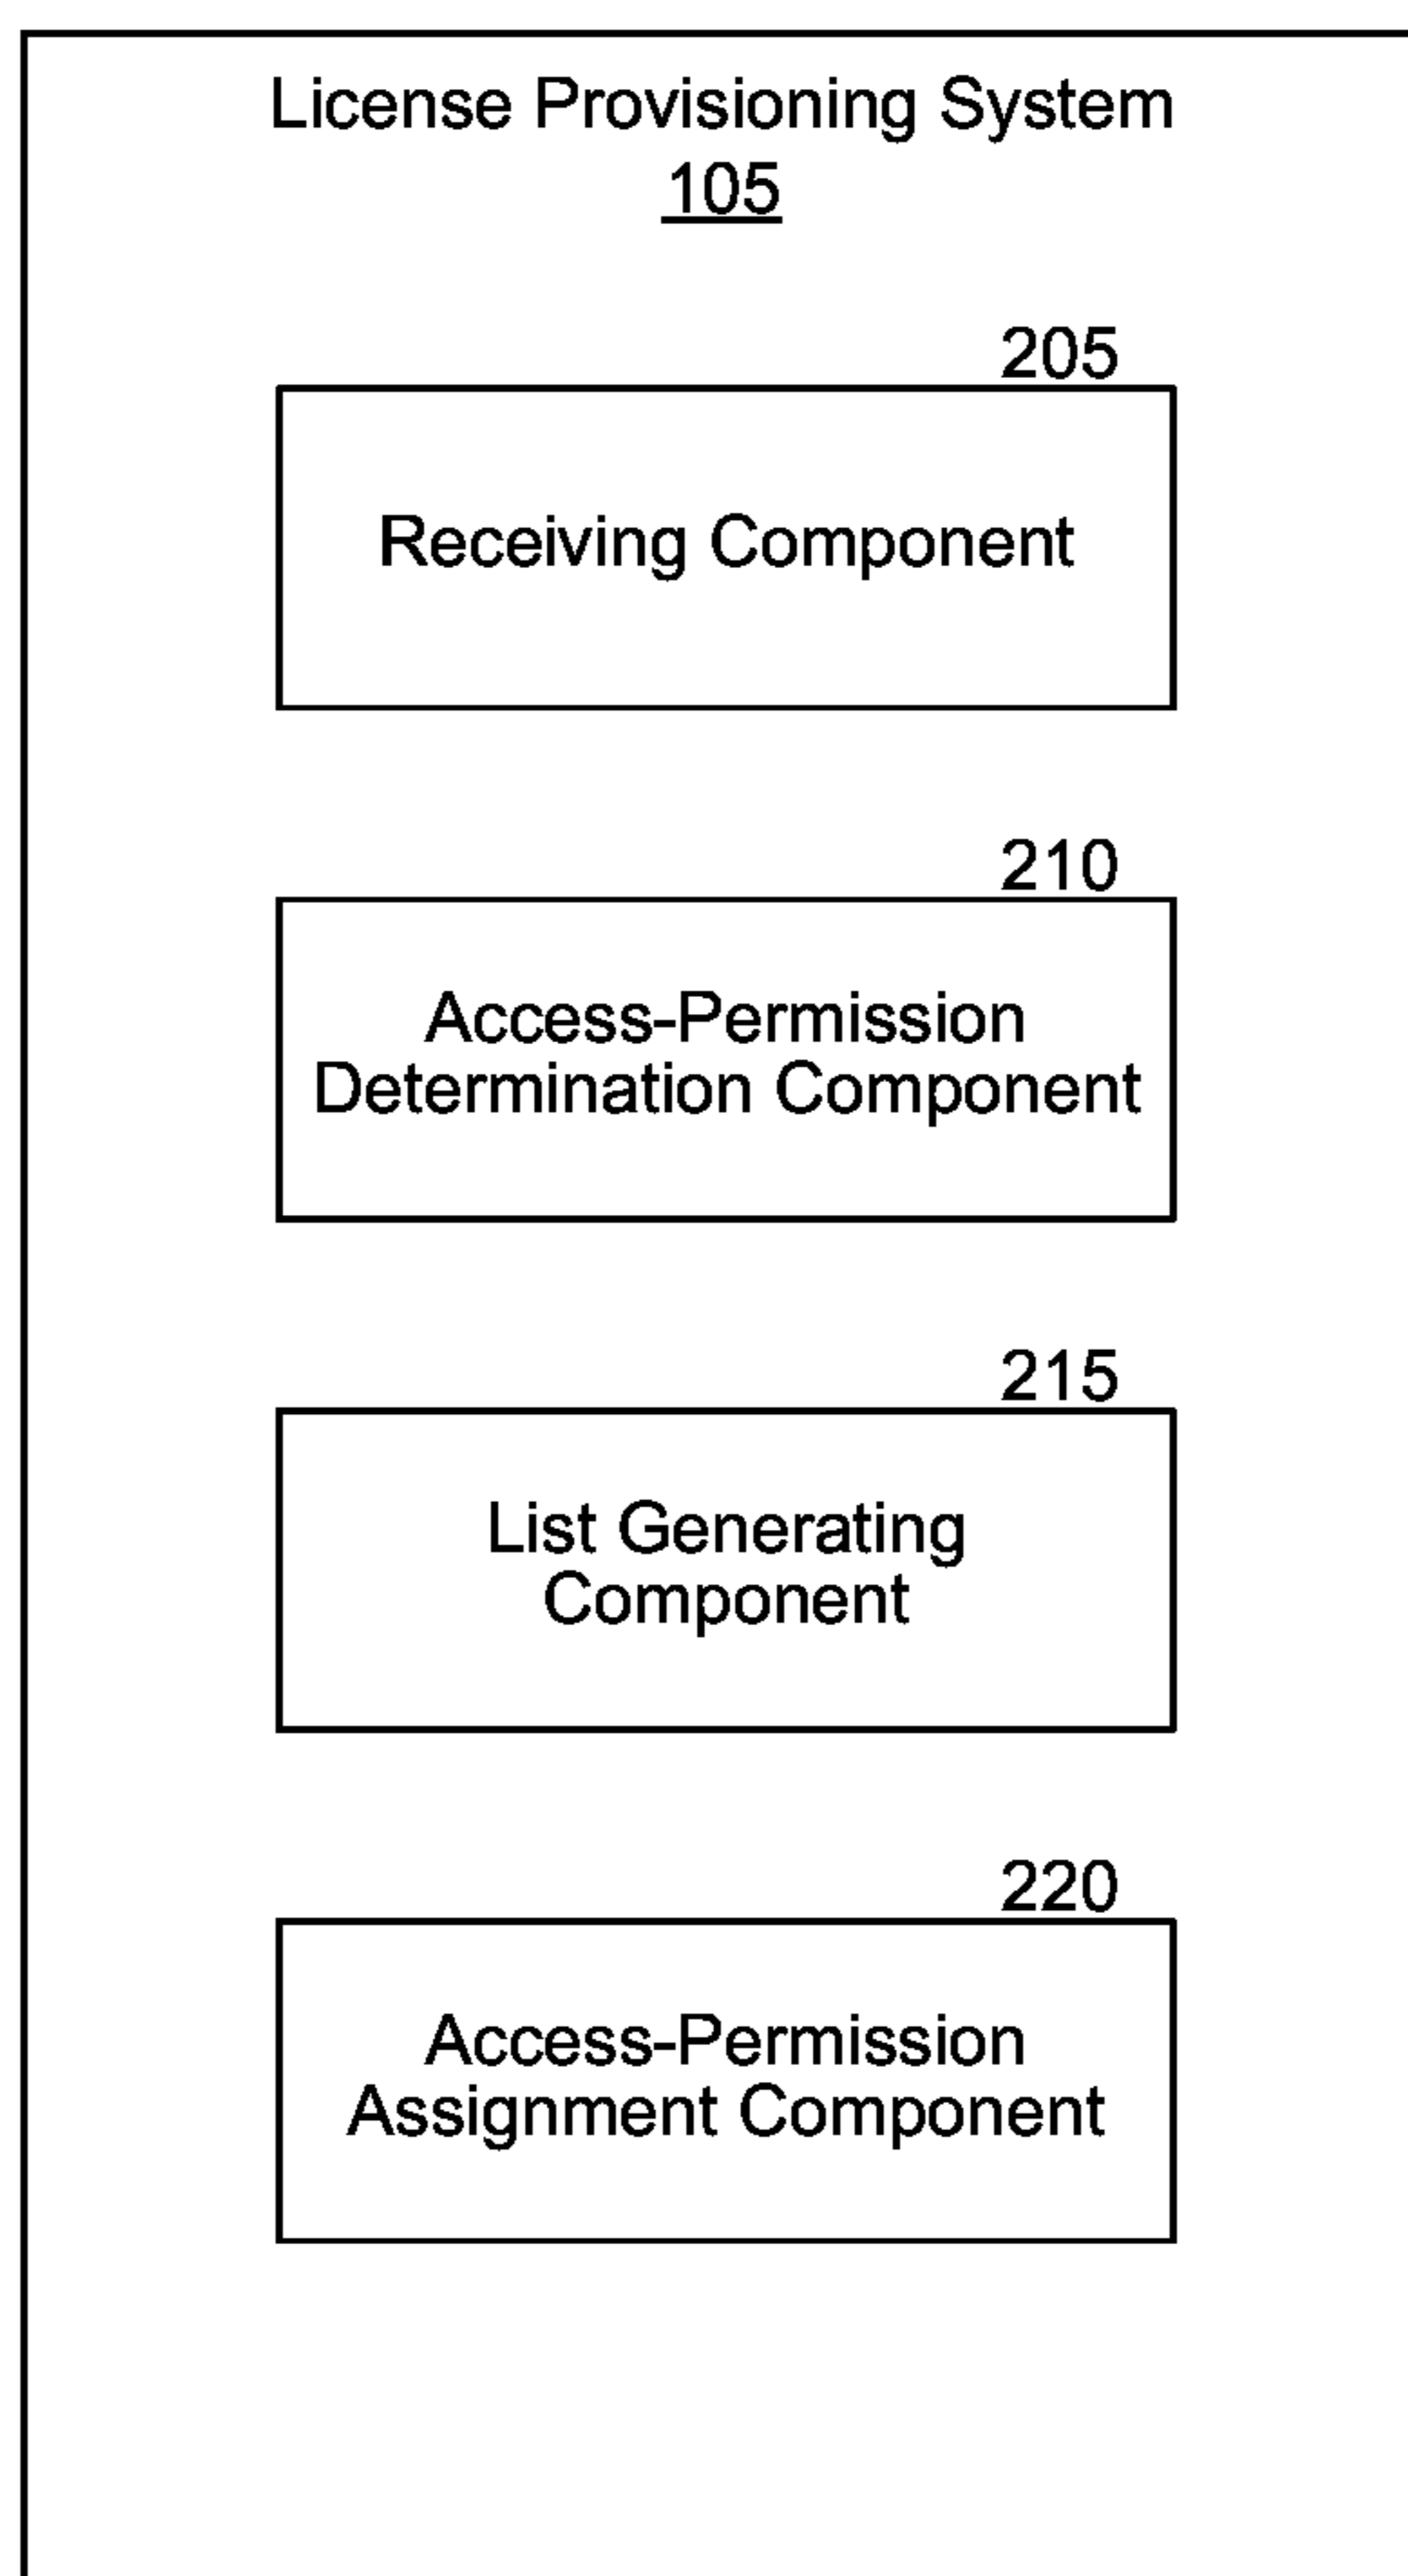 License Provisioning System
105
205
Receiving Component
210
Access-Permission
Determination Component
215
List Generating
Component
220
Access-Permission
Assignment Component